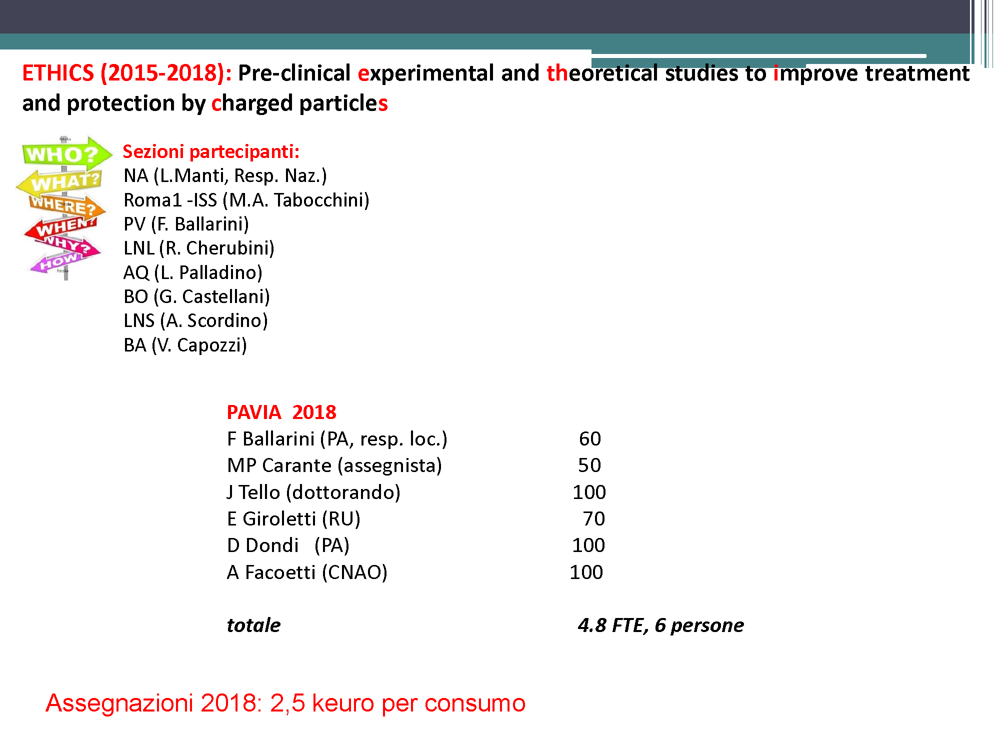 ETHICS (2015-2018): Pre-clinical experimental and theoretical studies to improve treatment
and protection by charged particles
fotolia
WHO?
WHAT?
WHERE?
fotolia
WHEN?
WHY?
HOW?
fotolia
Sezioni partecipanti:
NA (L.Manti, Resp. Naz.)
Roma1 -ISS (M.A. Tabocchini)
PV (F. Ballarini)
LNL (R. Cherubini)
AQ (L. Palladino)
BO (G. Castellani)
LNS (A. Scordino)
BA (V. Capozzi)
PAVIA 2018
F Ballarini (PA, resp. loc.) 60
MP Carante (assegnista) 50
J Tello (dottorando) 100
E Giroletti (RU) 70
D Dondi (PA) 100
A Facoetti (CNAO) 100
totale 4.8 FTE, 6 persone
Assegnazioni 2018: 2,5 keuro per consumo